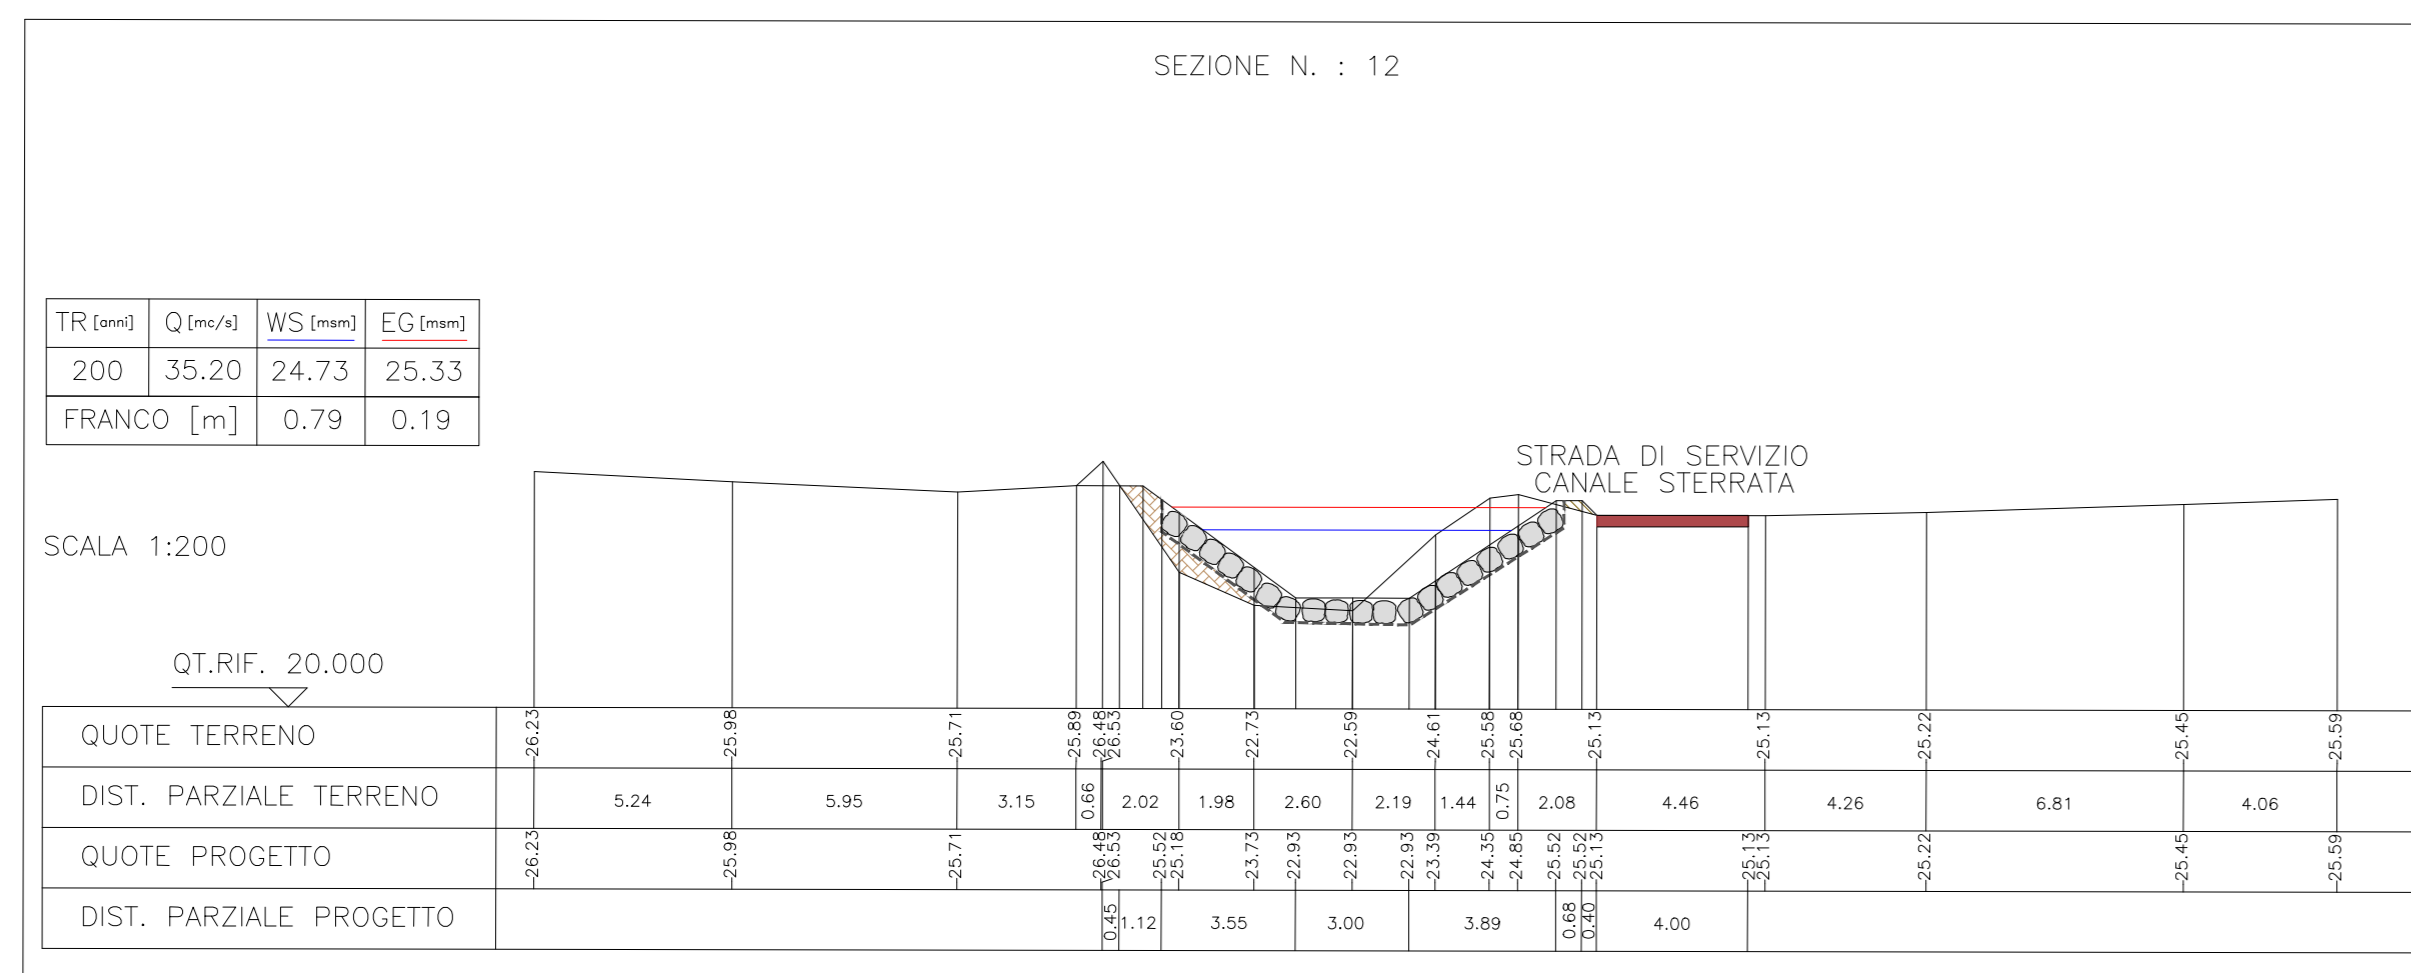 SEZIONE N. : 12
TR [anni] Q [mc/s] WS [msm] EG [msm]
200 35.20 24.73 25.33
FRANCO [m] 0.79 0.19
STRADA DI SERVIZIO
CANALE STERRATA
SCALA 1:200
QT.RIF. 20.000
QUOTE TERRENO 26.23 25.98 25.71 25.89 26.48 26.53 23.60 22.73 22.59 24.61 25.58 25.68 25.13 25.13 25.22 25.45 25.59
DIST. PARZIALE TERRENO 5.24 5.95 3.15 0.66 2.02 1.98 2.60 2.19 1.44 0.75 2.08 4.46 4.26 6.81 4.06
QUOTE PROGETTO 26.23 25.98 25.71 26.48 26.53 25.52 25.18 23.73 22.93 22.93 22.93 23.39 24.35 24.85 25.52 25.52 25.13 25.13 25.13 25.22 25.45 25.59
DIST. PARZIALE PROGETTO 0.45 1.12 3.55 3.00 3.89 0.68 0.40 4.00